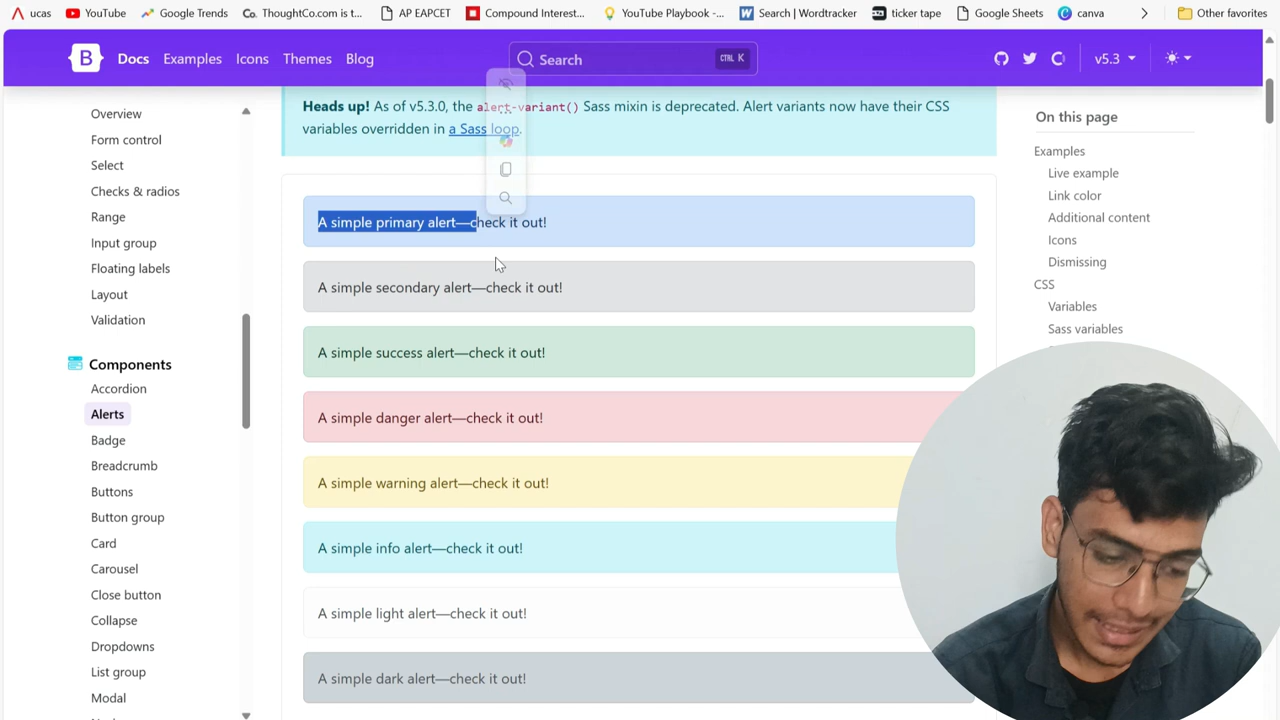 ucas
YouTube
Google Trends
Co. ThoughtCo.com is t...
AP EAPCET
Compound Interest...
YouTube Playbook -...
W Search | Wordtracker
ticker tape
Google Sheets
canva
Other favorites
B
Docs
Examples
Icons
Themes
Blog
Search
CTRL K
v5.3
Heads up! As of v5.3.0, the alert-variant() Sass mixin is deprecated. Alert variants now have their CSS
variables overridden in a Sass loop.
Overview
Form control
Select
Checks & radios
Range
Input group
Floating labels
Layout
Validation
Components
Accordion
Alerts
Badge
Breadcrumb
Buttons
Button group
Card
Carousel
Close button
Collapse
Dropdowns
List group
Modal
A simple primary alert—check it out!
A simple secondary alert—check it out!
A simple success alert—check it out!
A simple danger alert—check it out!
A simple warning alert—check it out!
A simple info alert—check it out!
A simple light alert—check it out!
A simple dark alert—check it out!
On this page
Examples
Live example
Link color
Additional content
Icons
Dismissing
CSS
Variables
Sass variables